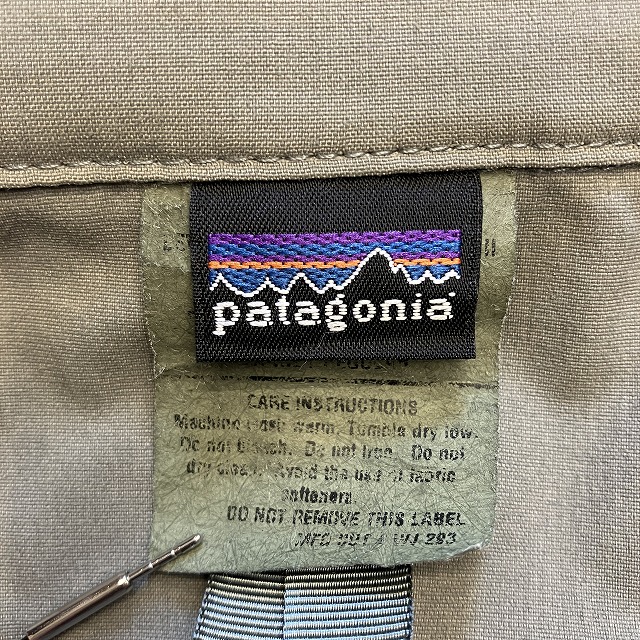 patagonia
CARE INSTRUCTIONS
Machine wash warm. Tumble dry low.
Do not bleach. Do not iron. Do not
dry clean. Avoid the use of fabric
softeners
DO NOT REMOVE THIS LABEL
MFG